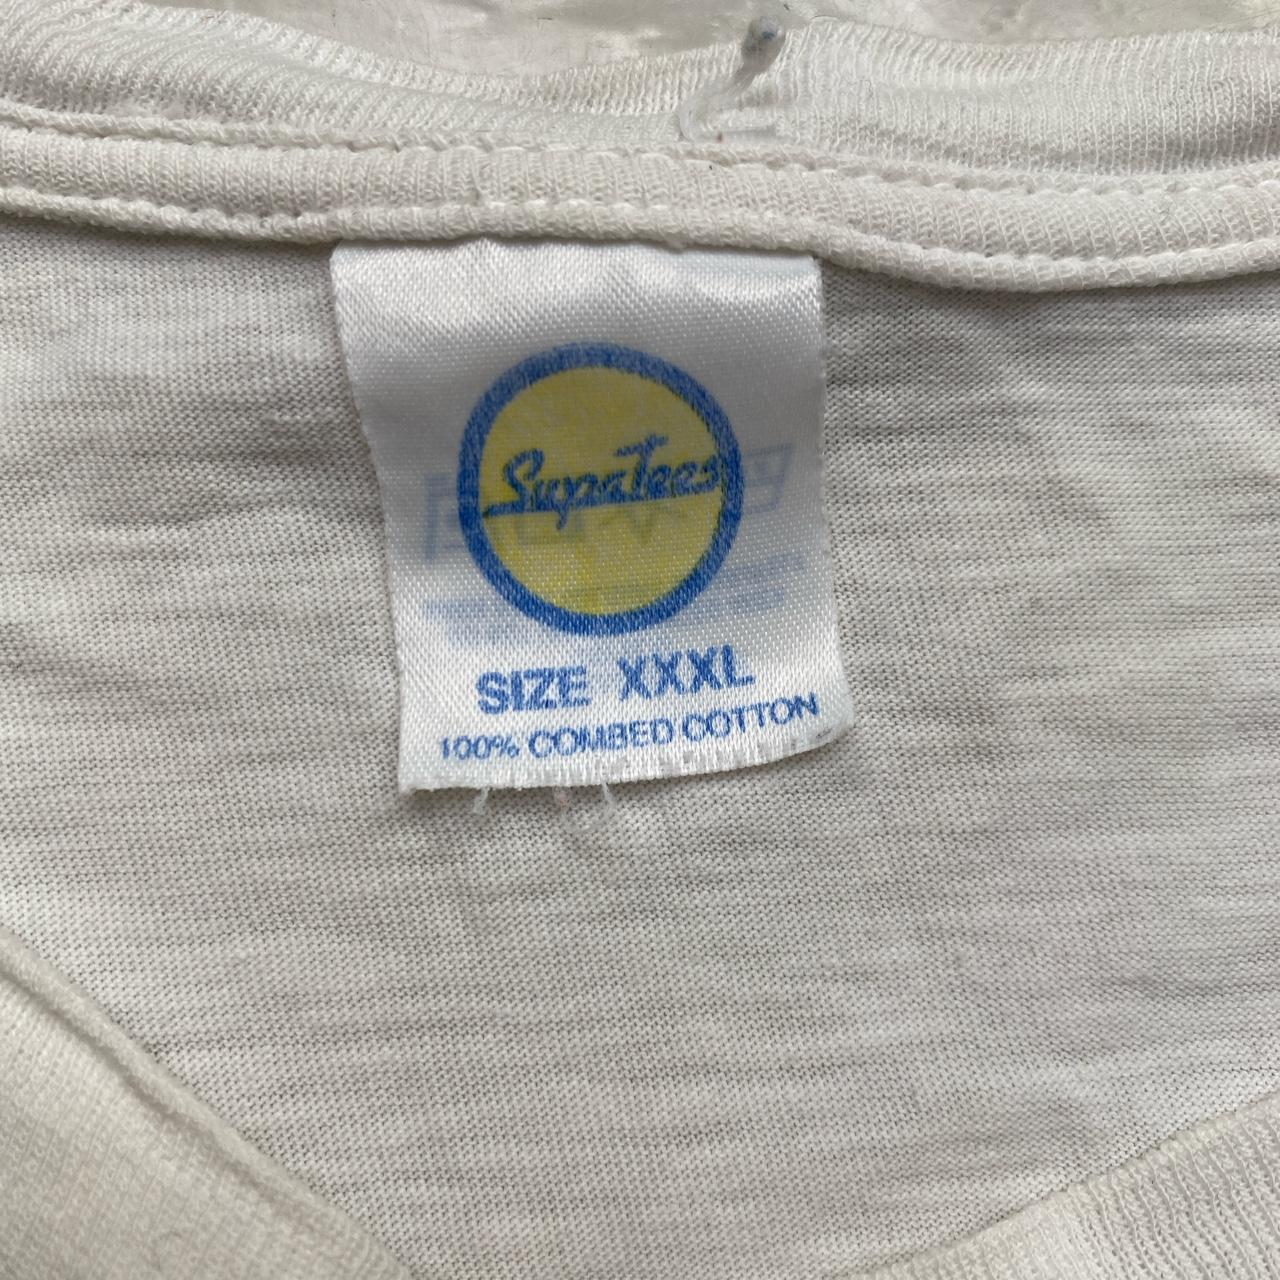 SupaTees
SIZE XXXL
100% COMBED COTTON